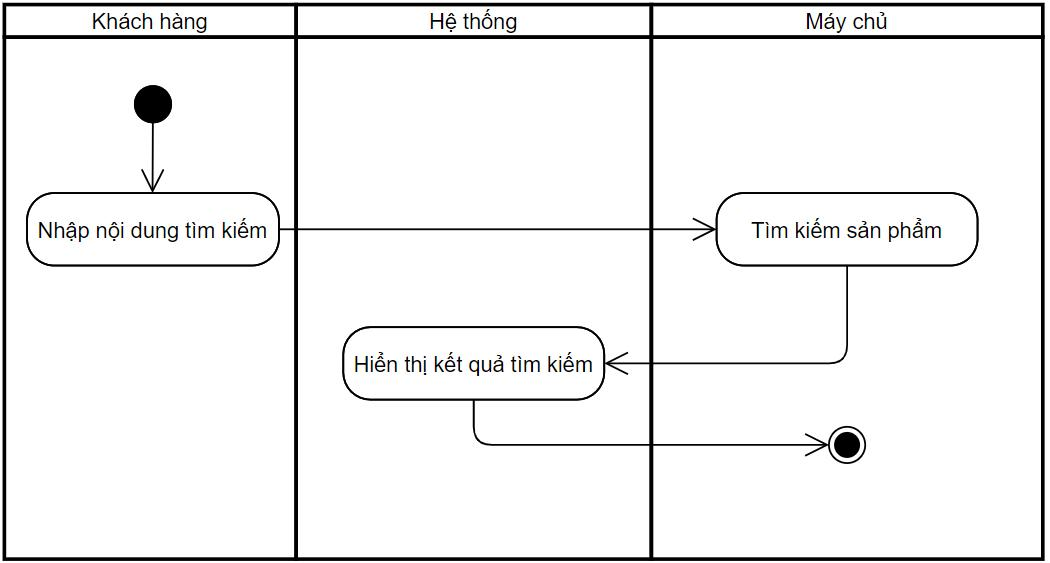 Khách hàng
Hệ thống
Máy chủ
Nhập nội dung tìm kiếm
Tìm kiếm sản phẩm
Hiển thị kết quả tìm kiếm